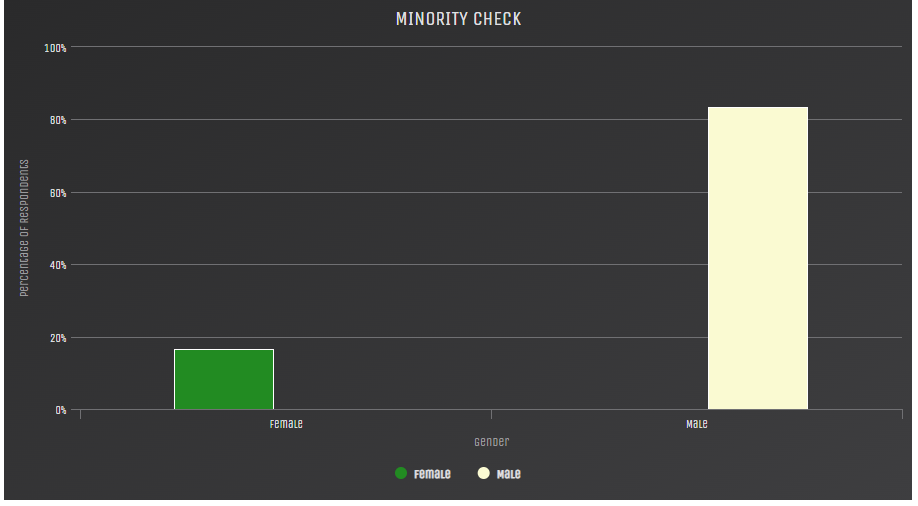 MINORITY CHECK
100%
80%
60%
40%
20%
0%
Percentage of Respondents
Female
Male
Gender
Female
Male